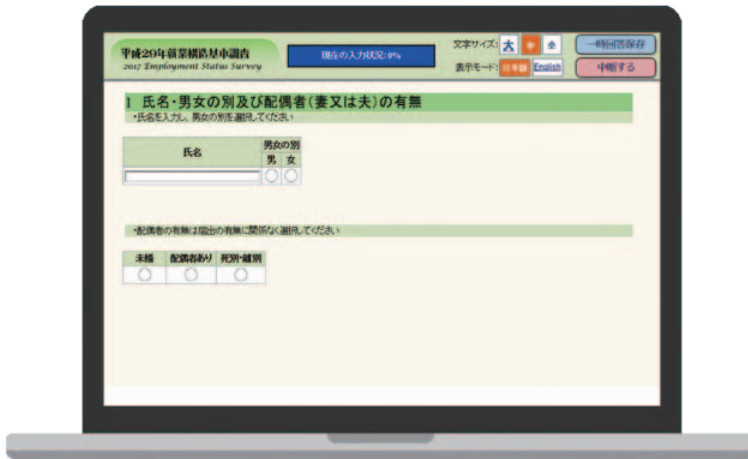 平成29年就業構造基本調査
2017 Employment Status Survey
現在の入力状況:0%
文字サイズ: 大 中 小
表示モード: 日本語 English
一時回答保存
中断する
1 氏名・男女の別及び配偶者(妻又は夫)の有無
・氏名を入力し、男女の別を選択してください
氏名
男女の別
男 女
・配偶者の有無は届出の有無に関係なく選択してください
未婚 配偶者あり 死別・離別